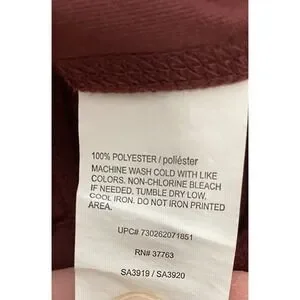 100% POLYESTER / poliéster
MACHINE WASH COLD WITH LIKE
COLORS. NON-CHLORINE BLEACH
IF NEEDED. TUMBLE DRY LOW.
COOL IRON. DO NOT IRON PRINTED
AREA.
UPC# 730262071851
RN# 37763
SA3919 / SA3920